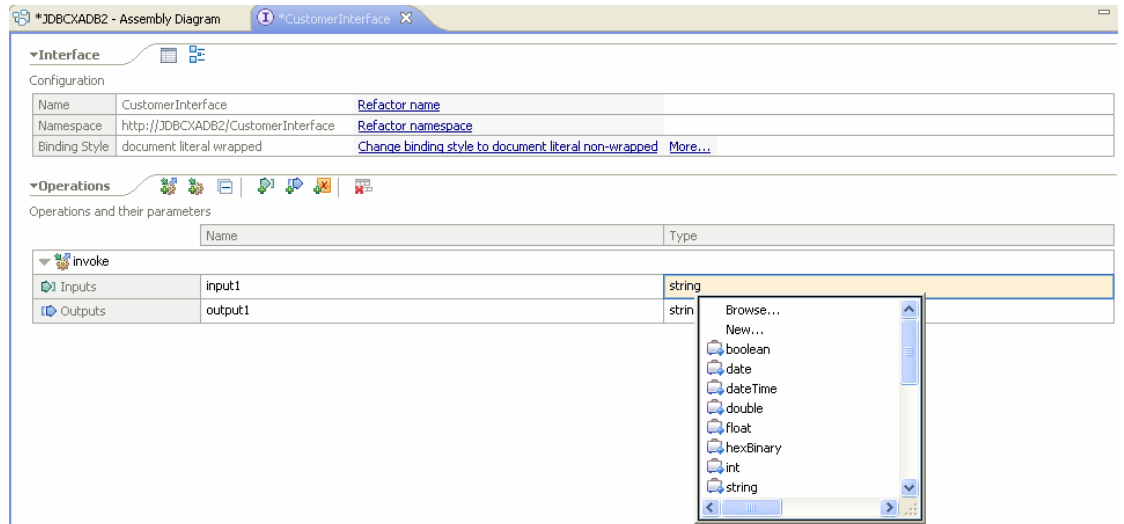 *JDBCXADB2 - Assembly Diagram *CustomerInterface
Interface
Configuration
Name CustomerInterface Refactor name
Namespace http://JDBCXADB2/CustomerInterface Refactor namespace
Binding Style document literal wrapped Change binding style to document literal non-wrapped More...
Operations
Operations and their parameters
Name Type
invoke
Inputs input1 string
Outputs output1 strin
Browse...
New...
boolean
date
dateTime
double
float
hexBinary
int
string